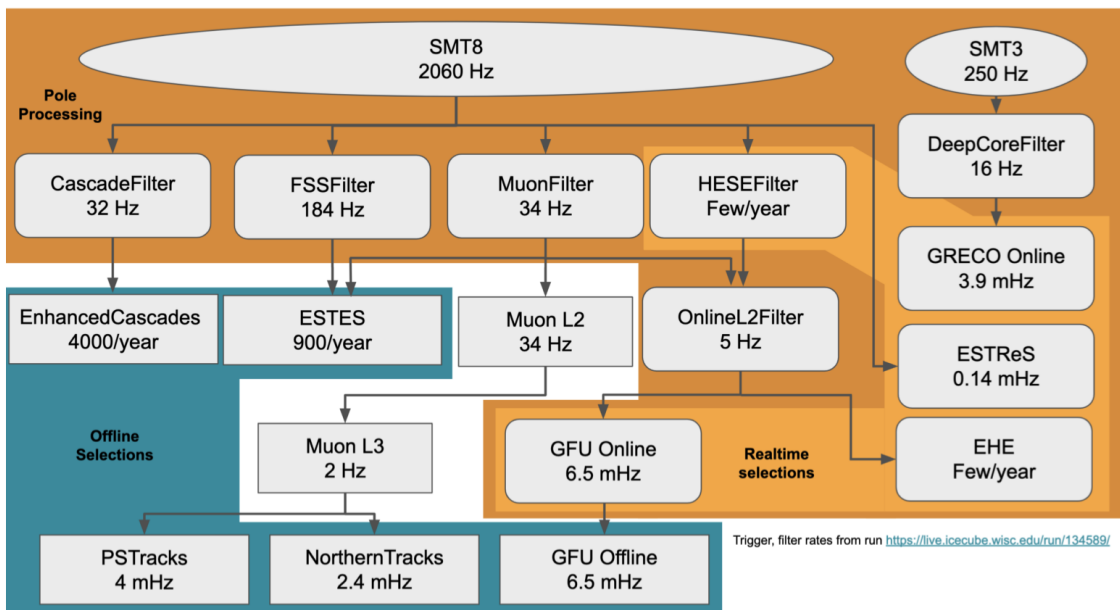 SMT8
2060 Hz
SMT3
250 Hz
Pole
Processing
CascadeFilter
32 Hz
FSSFilter
184 Hz
MuonFilter
34 Hz
HESEFilter
Few/year
DeepCoreFilter
16 Hz
GRECO Online
3.9 mHz
EnhancedCascades
4000/year
ESTES
900/year
Muon L2
34 Hz
OnlineL2Filter
5 Hz
ESTReS
0.14 mHz
Offline
Selections
Muon L3
2 Hz
GFU Online
6.5 mHz
Realtime
selections
EHE
Few/year
PSTracks
4 mHz
NorthernTracks
2.4 mHz
GFU Offline
6.5 mHz
Trigger, filter rates from run https://live.icecube.wisc.edu/run/134589/